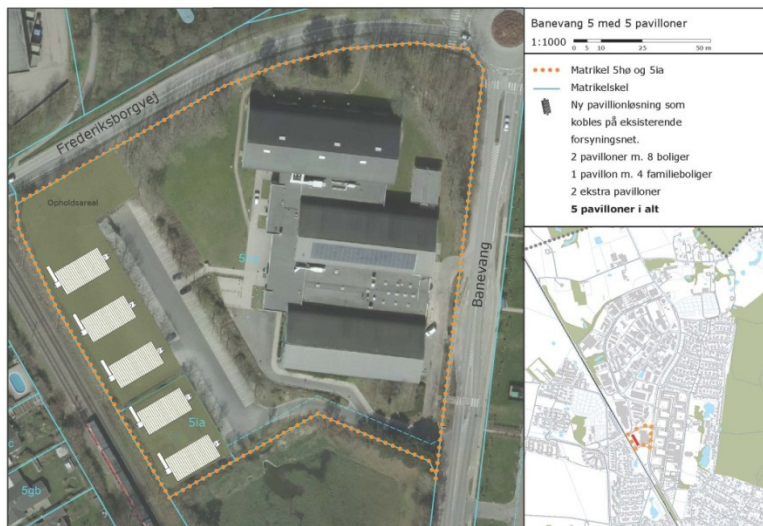 Banevang 5 med 5 pavilloner
1:1000
0 5 10 25 50 m
Matrikel 5hø og 5ia
Matrikelskel
Ny pavillionløsning som
kobles på eksisterende
forsyningsnet.
2 pavilloner m. 8 boliger
1 pavillon m. 4 familieboliger
2 ekstra pavilloner
5 pavilloner i alt
Frederiksborgvej
Opholdsareal
Banevang
5ia
5gb